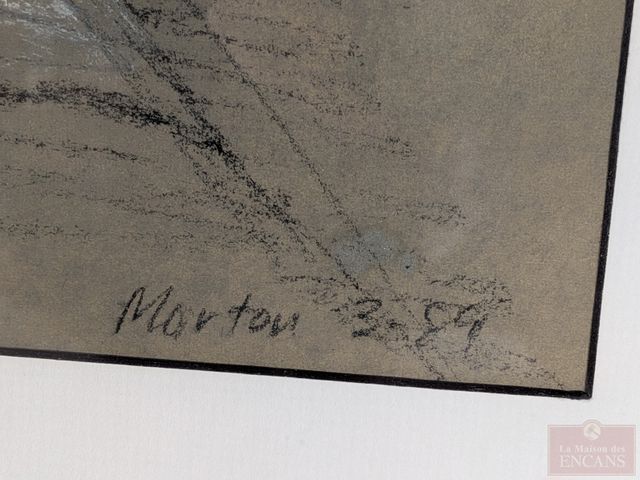 Morton 3-89
La Maison des
ENCANS